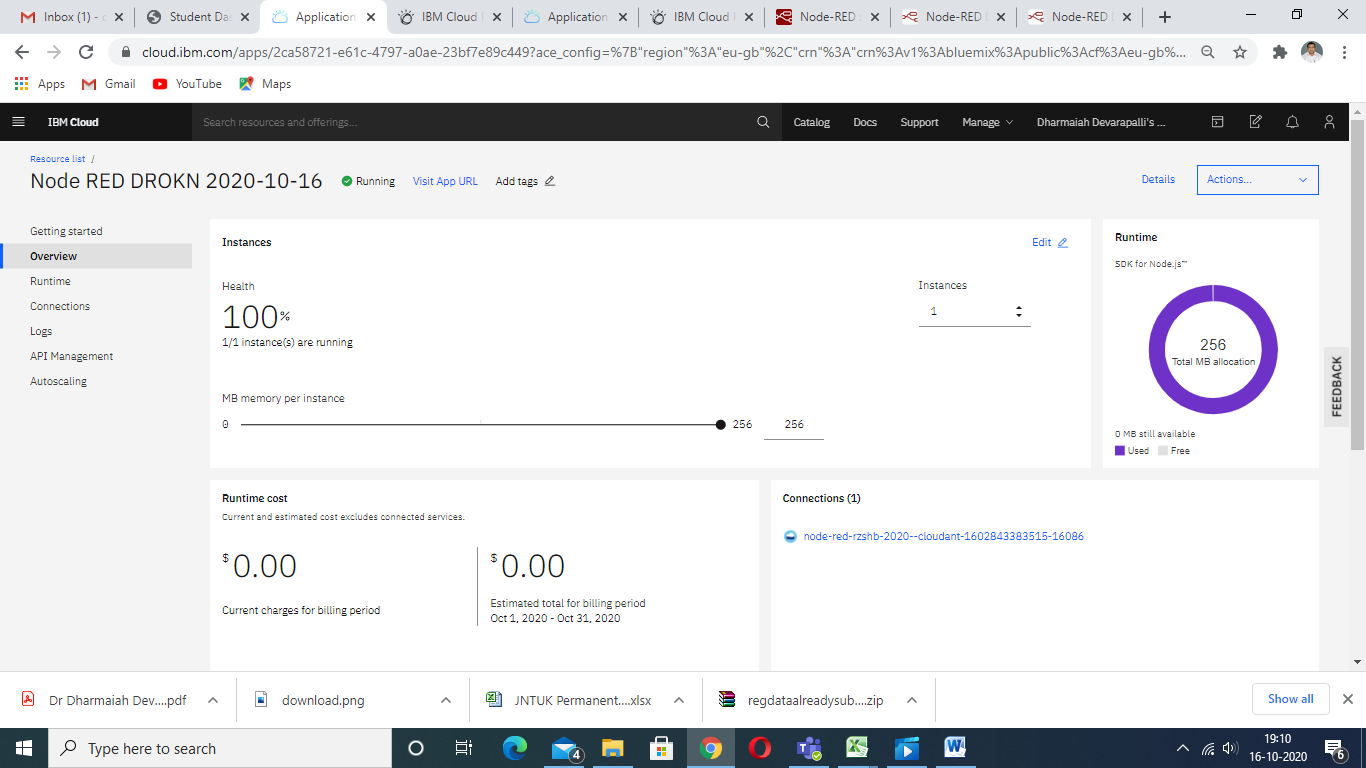 Inbox (1) -
Student Da
Application
IBM Cloud
Application
IBM Cloud
Node-RED
Node-RED
Node-RED
cloud.ibm.com/apps/2ca58721-e61c-4797-a0ae-23bf7e89c449?ace_config=%7B"region"%3A"eu-gb"%2C"crn"%3A"crn%3Av1%3Abluemix%3Apublic%3Acf%3Aeu-gb%...
Apps
Gmail
YouTube
Maps
IBM Cloud
Search resources and offerings...
Catalog
Docs
Support
Manage
Dharmaiah Devarapalli's ...
Resource list /
Node RED DROKN 2020-10-16
Running
Visit App URL
Add tags
Details
Actions...
Getting started
Overview
Runtime
Connections
Logs
API Management
Autoscaling
Instances
Edit
Health
100%
1/1 instance(s) are running
Instances
1
MB memory per instance
0
256
256
Runtime
SDK for Node.js™
256
Total MB allocation
0 MB still available
Used
Free
FEEDBACK
Runtime cost
Current and estimated cost excludes connected services.
$0.00
Current charges for billing period
$0.00
Estimated total for billing period
Oct 1, 2020 - Oct 31, 2020
Connections (1)
node-red-rzshb-2020--cloudant-1602843383515-16086
Dr Dharmaiah Dev....pdf
download.png
JNTUK Permanent....xlsx
regdataalreadysub....zip
Show all
Type here to search
4
19:10
16-10-2020
6